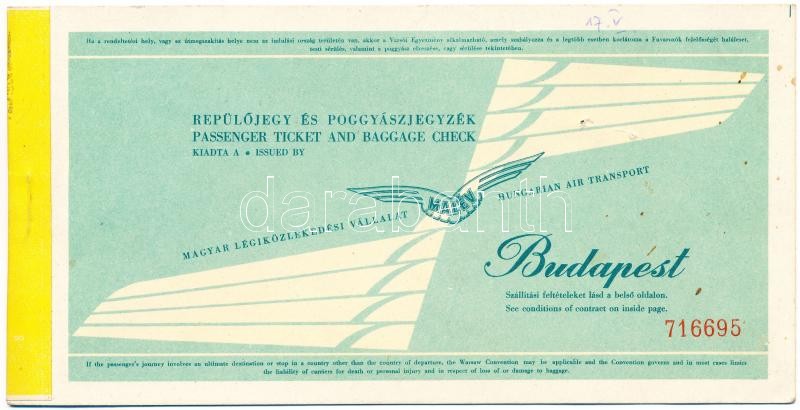 17. V
Ha a rendeltetési hely, vagy az útmegszakítás helye nem az indulási ország területén van, akkor a Varsói Egyezmény alkalmazható, amely szabályozza és a legtöbb esetben korlátozza a Fuvarozók felelősségét haláleset,
testi sérülés, valamint a poggyász elveszése, vagy sérülése tekintetében.
REPÜLŐJEGY ÉS POGGYÁSZJEGYZÉK
PASSENGER TICKET AND BAGGAGE CHECK
KIADTA A • ISSUED BY
MALÉV
MAGYAR LÉGIKÖZLEKEDÉSI VÁLLALAT
HUNGARIAN AIR TRANSPORT
darabanth
Budapest
Szállítási feltételeket lásd a belső oldalon.
See conditions of contract on inside page.
716695
If the passenger's journey involves an ultimate destination or stop in a country other than the country of departure, the Warsaw Convention may be applicable and the Convention governs and in most cases limits
the liability of carriers for death or personal injury and in respect of loss of or damage to baggage.